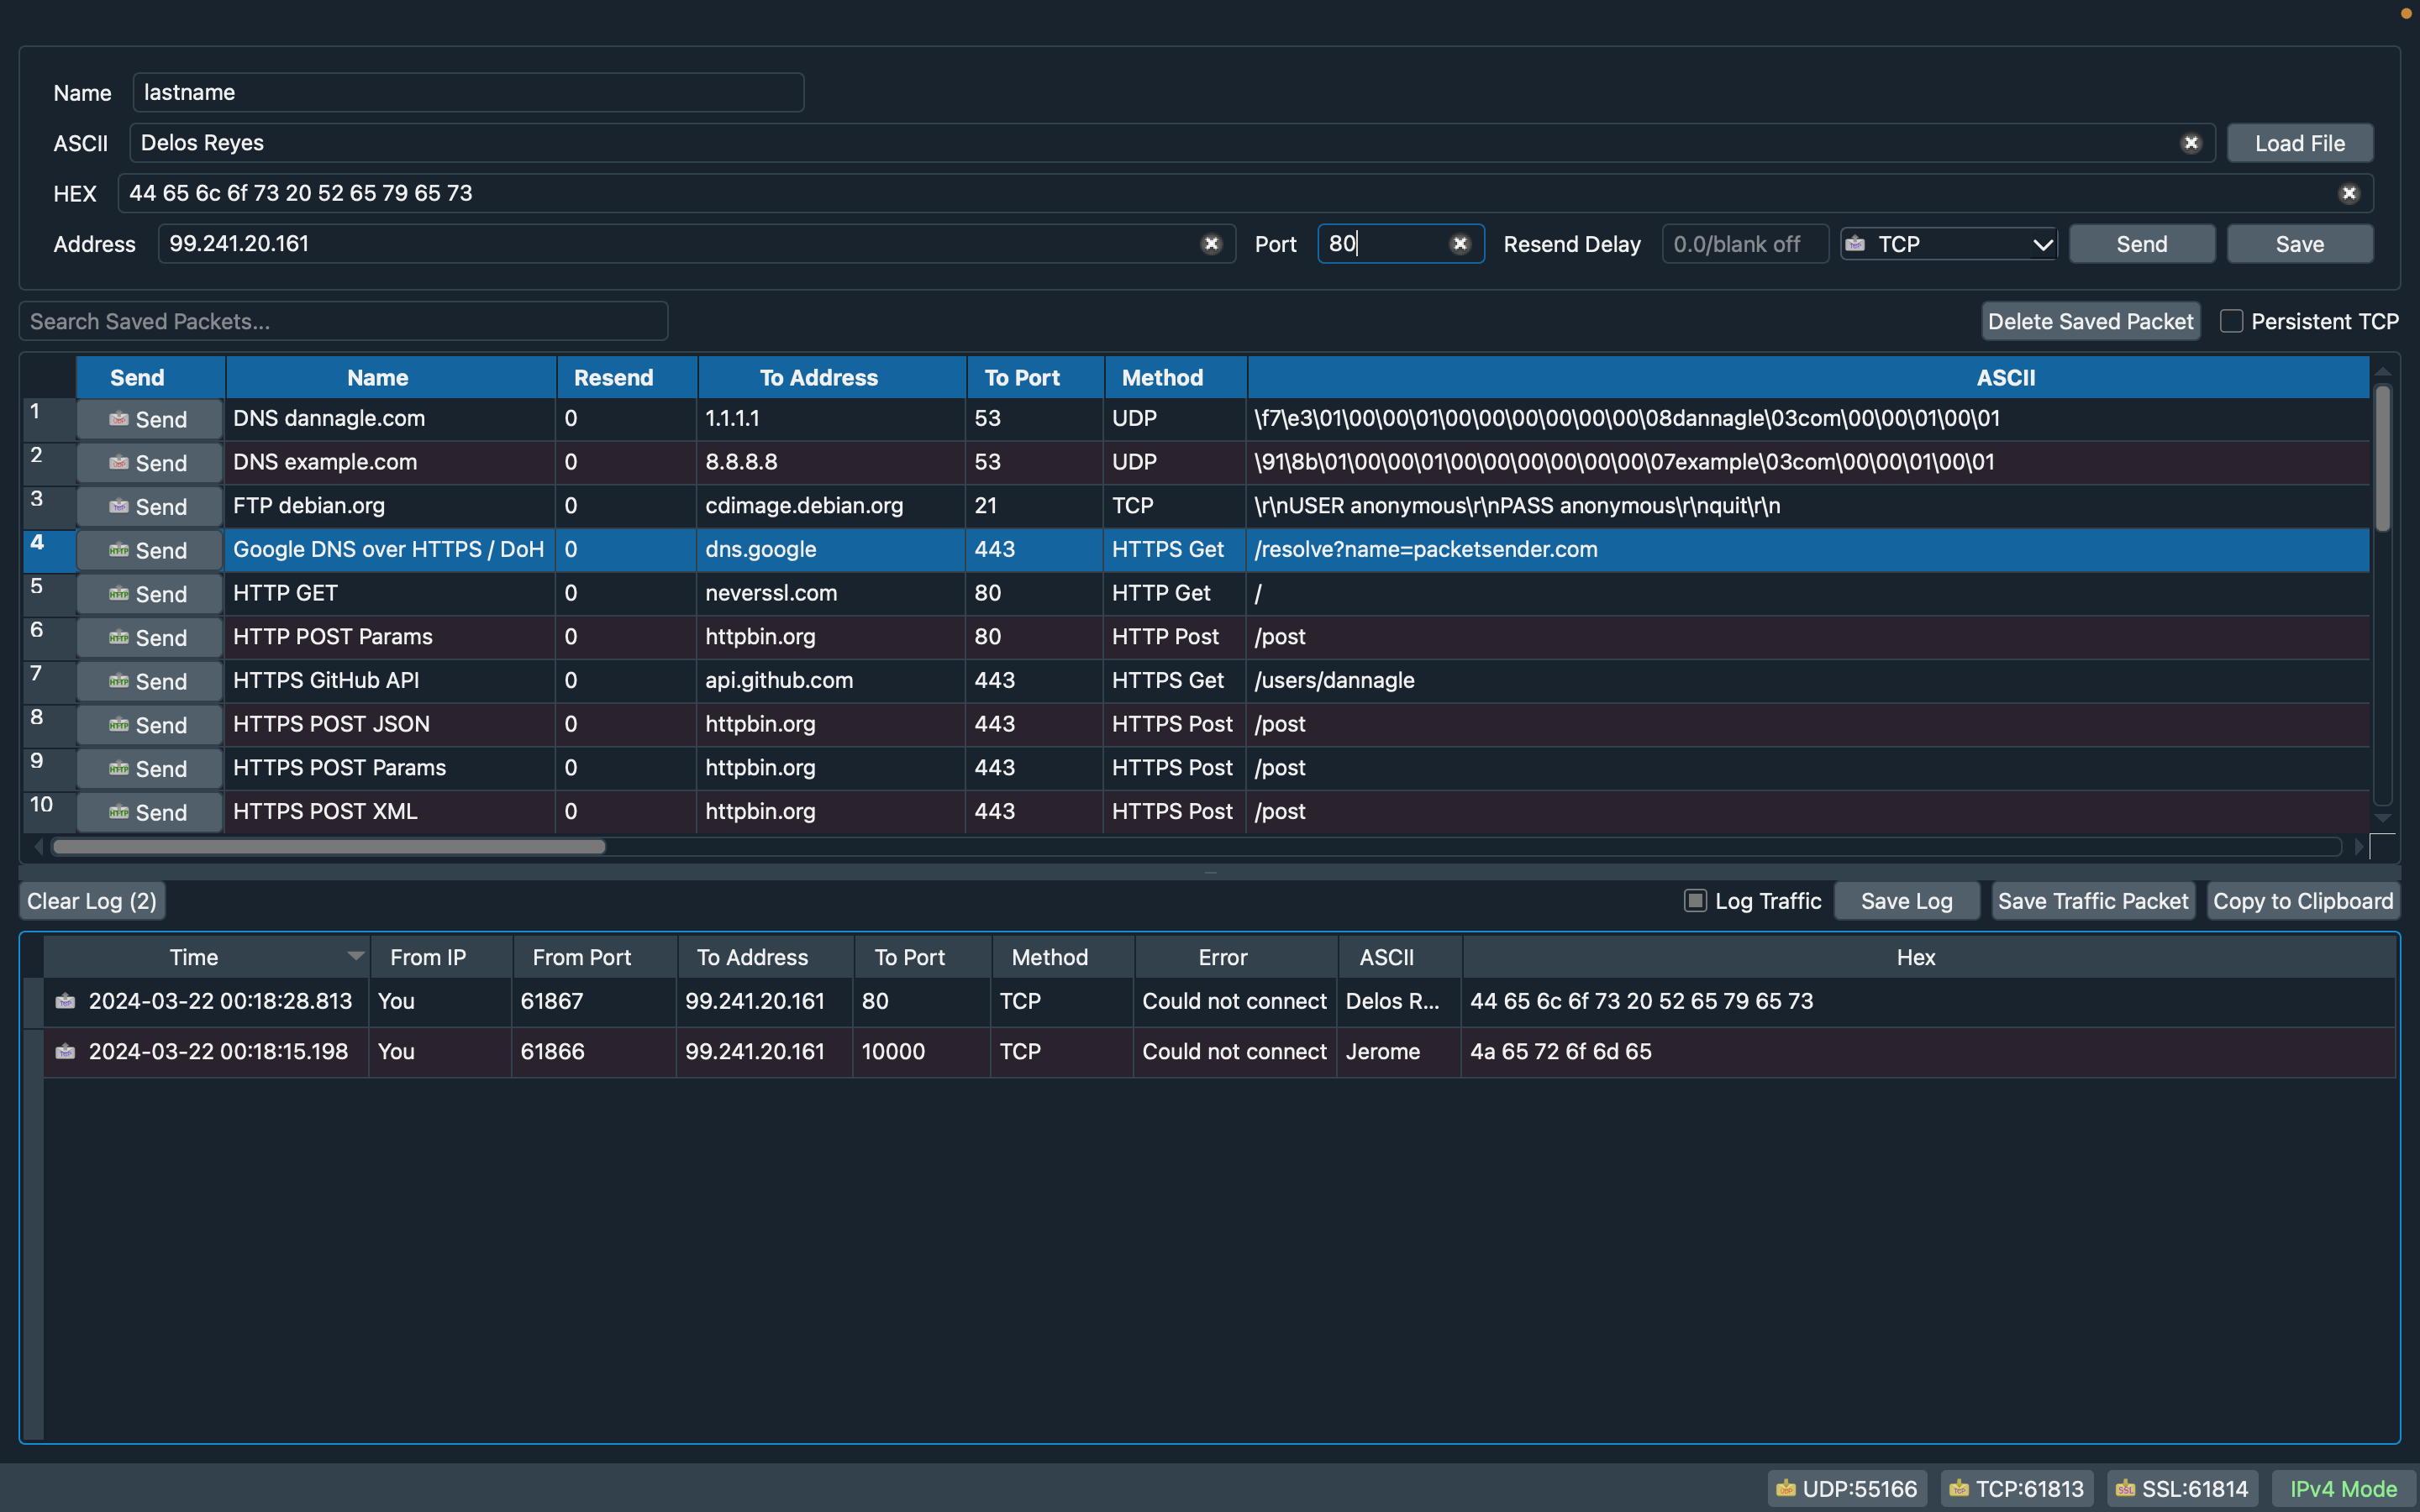 Name lastname
ASCII Delos Reyes Load File
HEX 44 65 6c 6f 73 20 52 65 79 65 73
Address 99.241.20.161 Port 80 Resend Delay 0.0/blank off TCP Send Save
Search Saved Packets... Delete Saved Packet Persistent TCP
Send Name Resend To Address To Port Method ASCII
1 Send DNS dannagle.com 0 1.1.1.1 53 UDP \f7\e3\01\00\00\01\00\00\00\00\00\00\08dannagle\03com\00\00\01\00\01
2 Send DNS example.com 0 8.8.8.8 53 UDP \91\8b\01\00\00\01\00\00\00\00\00\00\07example\03com\00\00\01\00\01
3 Send FTP debian.org 0 cdimage.debian.org 21 TCP \r\nUSER anonymous\r\nPASS anonymous\r\nquit\r\n
4 Send Google DNS over HTTPS / DoH 0 dns.google 443 HTTPS Get /resolve?name=packetsender.com
5 Send HTTP GET 0 neverssl.com 80 HTTP Get /
6 Send HTTP POST Params 0 httpbin.org 80 HTTP Post /post
7 Send HTTPS GitHub API 0 api.github.com 443 HTTPS Get /users/dannagle
8 Send HTTPS POST JSON 0 httpbin.org 443 HTTPS Post /post
9 Send HTTPS POST Params 0 httpbin.org 443 HTTPS Post /post
10 Send HTTPS POST XML 0 httpbin.org 443 HTTPS Post /post
Clear Log (2) Log Traffic Save Log Save Traffic Packet Copy to Clipboard
Time From IP From Port To Address To Port Method Error ASCII Hex
2024-03-22 00:18:28.813 You 61867 99.241.20.161 80 TCP Could not connect Delos R... 44 65 6c 6f 73 20 52 65 79 65 73
2024-03-22 00:18:15.198 You 61866 99.241.20.161 10000 TCP Could not connect Jerome 4a 65 72 6f 6d 65
UDP:55166 TCP:61813 SSL:61814 IPv4 Mode